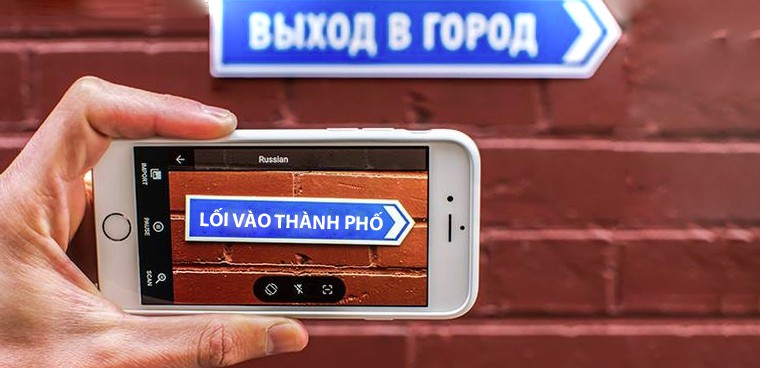 ВЫХОД В ГОРОД
Russian
LỐI VÀO THÀNH PHỐ
IMPORT
PAUSE
SCAN